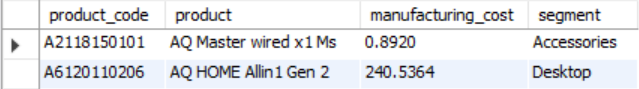 product_code product manufacturing_cost segment
A2118150101 AQ Master wired x1 Ms 0.8920 Accessories
A6120110206 AQ HOME Allin1 Gen 2 240.5364 Desktop